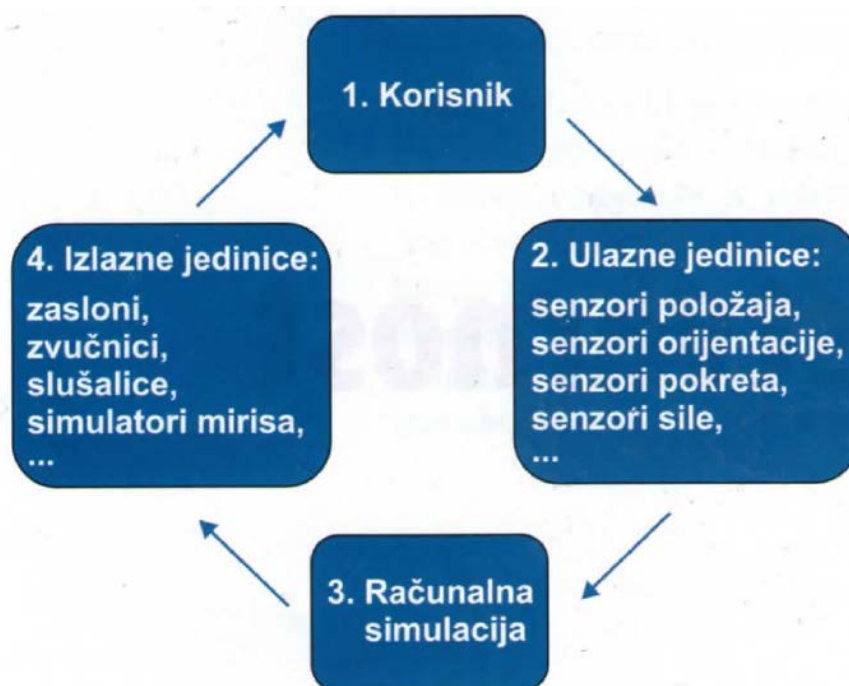 1. Korisnik
2. Ulazne jedinice:
senzori položaja,
senzori orijentacije,
senzori pokreta,
senzori sile,
...
3. Računalna
simulacija
4. Izlazne jedinice:
zasloni,
zvučnici,
slušalice,
simulatori mirisa,
...